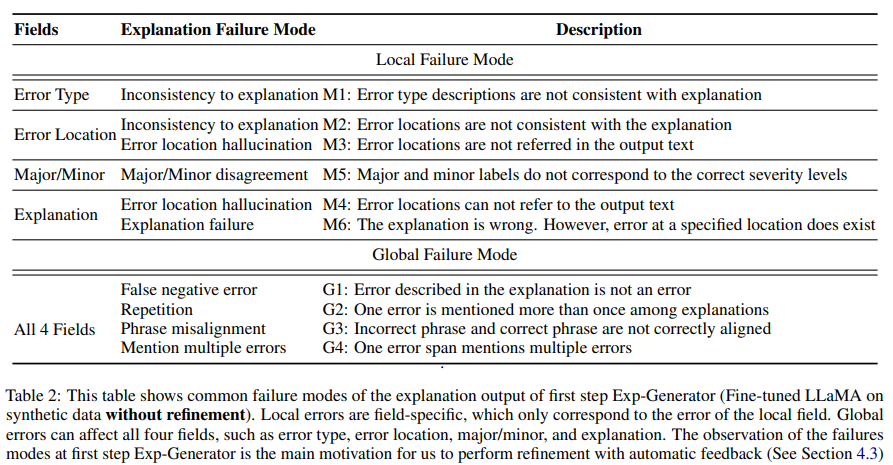 Fields Explanation Failure Mode Description
Local Failure Mode
Error Type Inconsistency to explanation M1: Error type descriptions are not consistent with explanation
Error Location Inconsistency to explanation M2: Error locations are not consistent with the explanation
Error location hallucination M3: Error locations are not referred in the output text
Major/Minor Major/Minor disagreement M5: Major and minor labels do not correspond to the correct severity levels
Explanation Error location hallucination M4: Error locations can not refer to the output text
Explanation failure M6: The explanation is wrong. However, error at a specified location does exist
Global Failure Mode
All 4 Fields False negative error G1: Error described in the explanation is not an error
Repetition G2: One error is mentioned more than once among explanations
Phrase misalignment G3: Incorrect phrase and correct phrase are not correctly aligned
Mention multiple errors G4: One error span mentions multiple errors
.
Table 2: This table shows common failure modes of the explanation output of first step Exp-Generator (Fine-tuned LLaMA on
synthetic data without refinement). Local errors are field-specific, which only correspond to the error of the local field. Global
errors can affect all four fields, such as error type, error location, major/minor, and explanation. The observation of the failures
modes at first step Exp-Generator is the main motivation for us to perform refinement with automatic feedback (See Section 4.3)